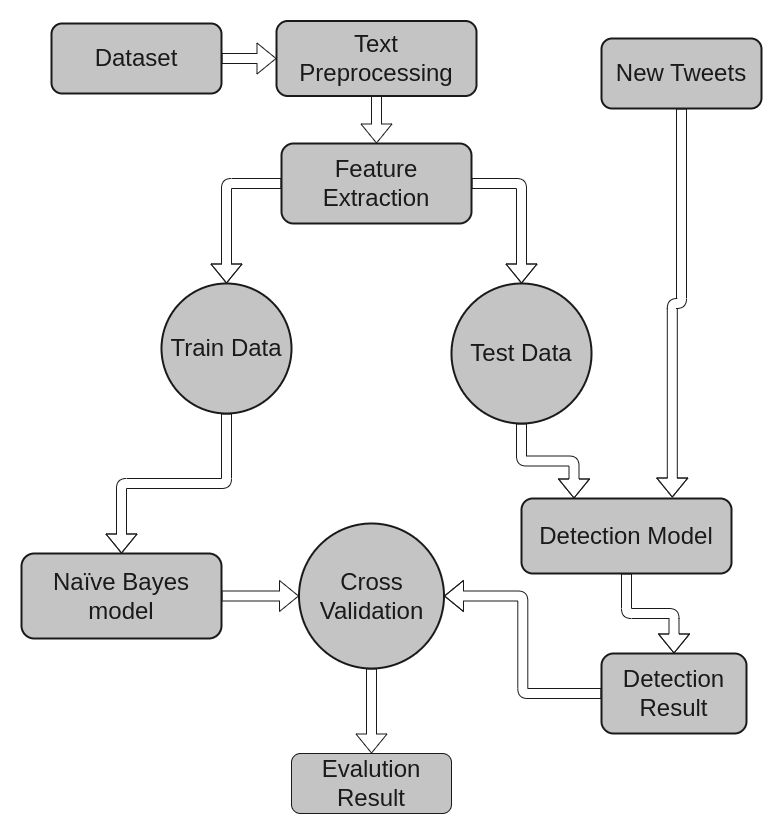 Dataset
Text
Preprocessing
New Tweets
Feature
Extraction
Train Data
Test Data
Detection Model
Naïve Bayes
model
Cross
Validation
Detection
Result
Evalution
Result